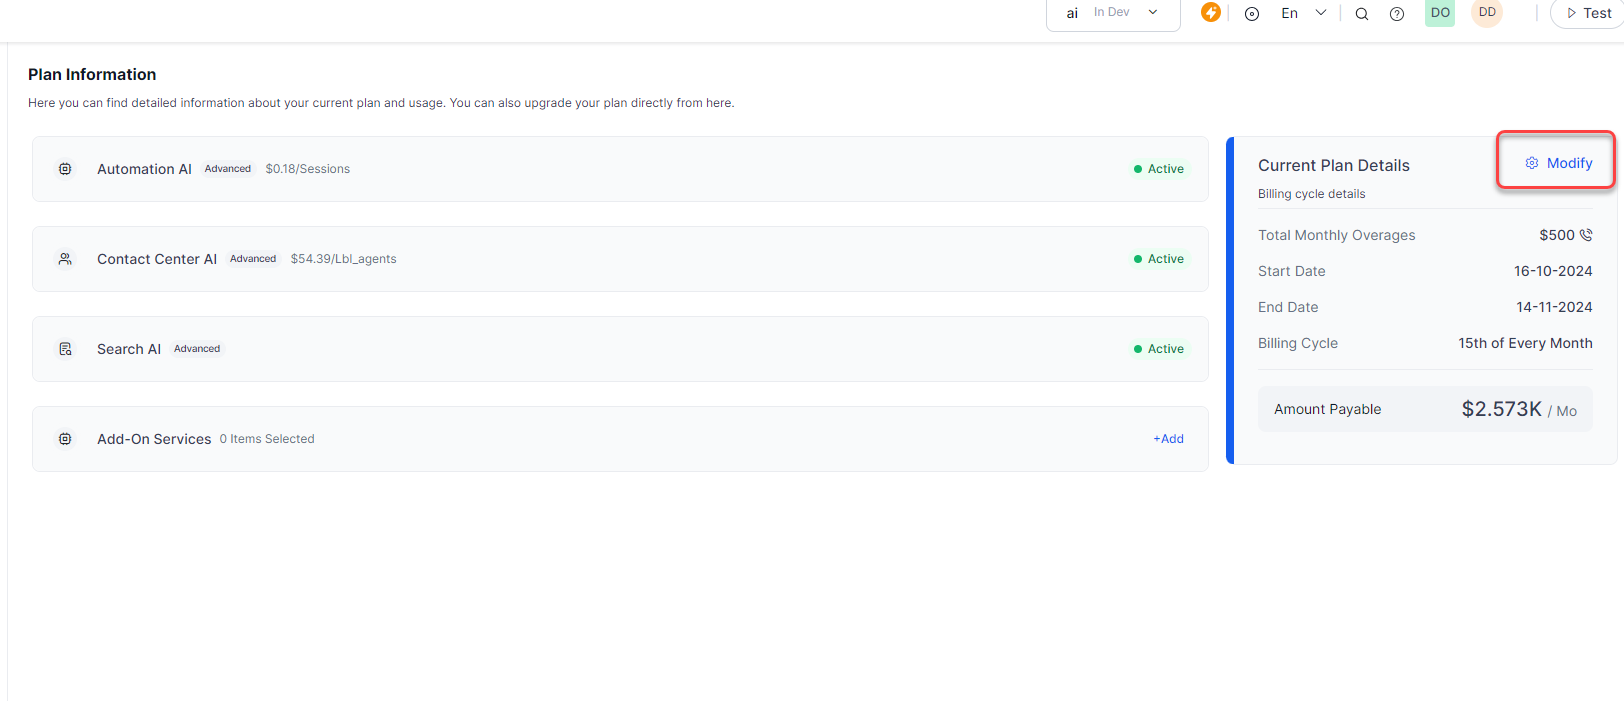 ai In Dev En DO DD Test
Plan Information
Here you can find detailed information about your current plan and usage. You can also upgrade your plan directly from here.
Automation AI Advanced $0.18/Sessions Active
Contact Center AI Advanced $54.39/Lbl_agents Active
Search AI Advanced Active
Add-On Services 0 Items Selected +Add
Current Plan Details Modify
Billing cycle details
Total Monthly Overages $500
Start Date 16-10-2024
End Date 14-11-2024
Billing Cycle 15th of Every Month
Amount Payable $2.573K / Mo